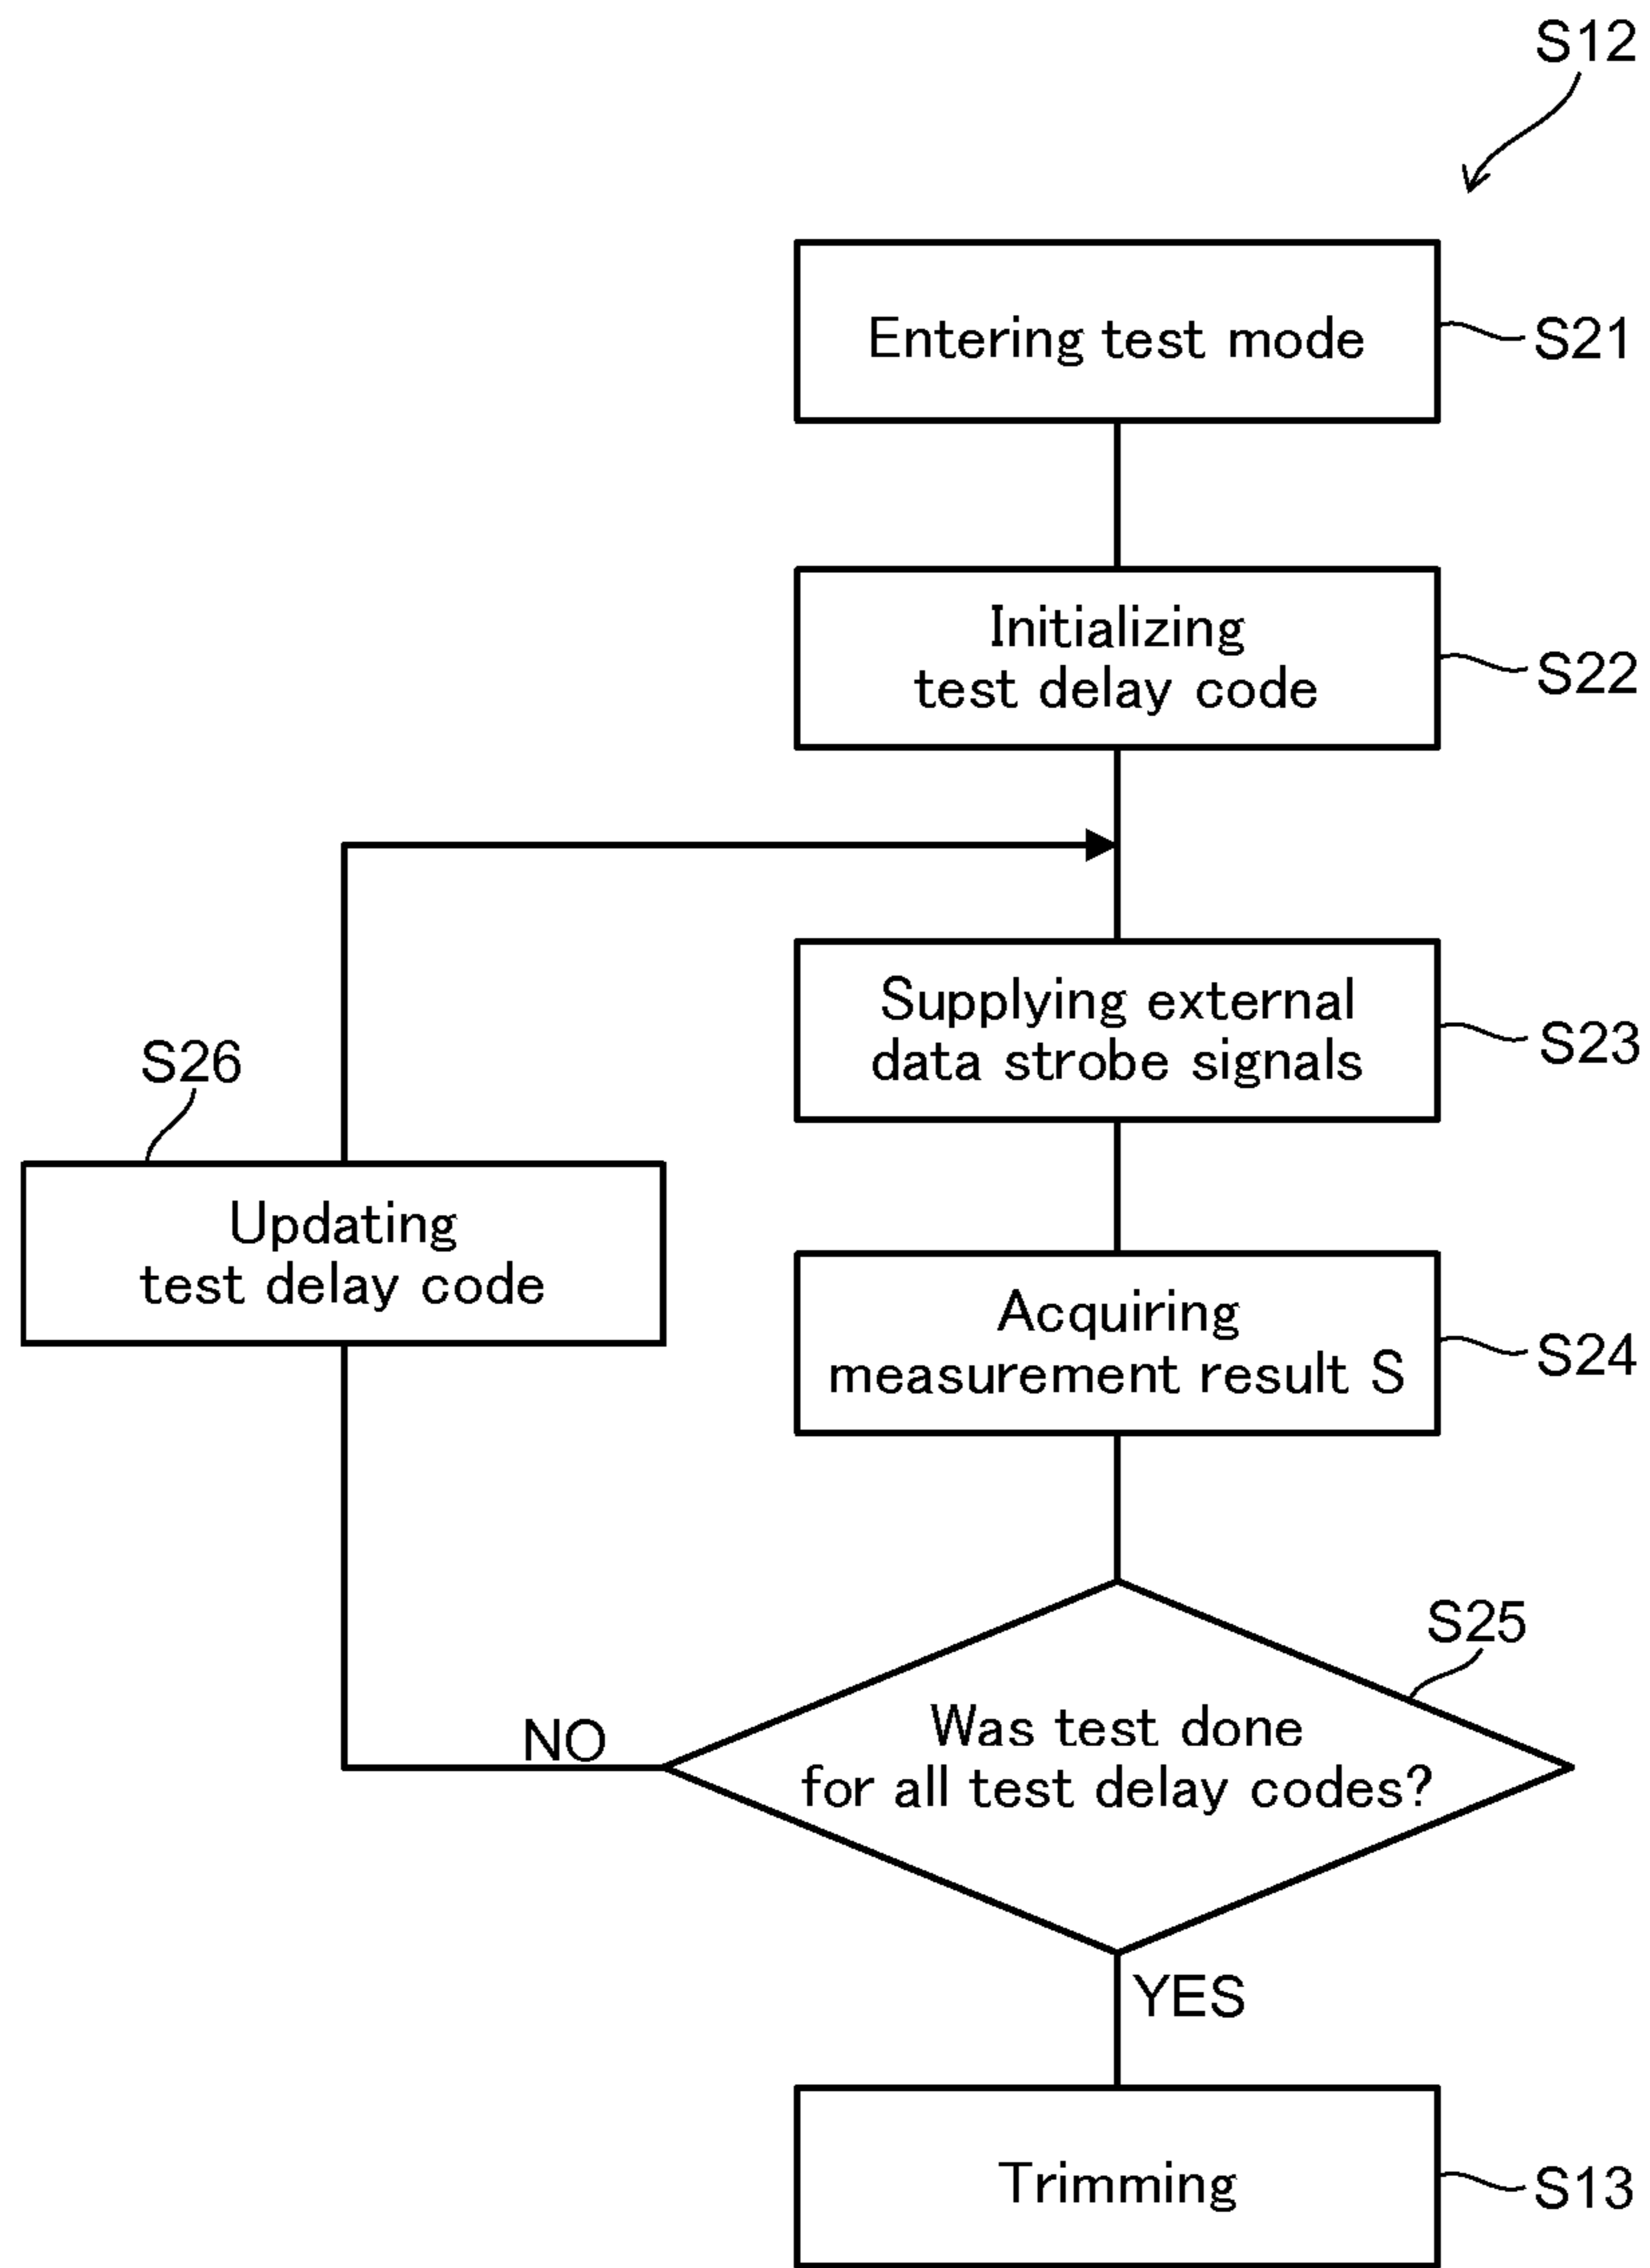 S12
Entering test mode
S21
Initializing
test delay code
S22
Supplying external
data strobe signals
S23
S26
Updating
test delay code
Acquiring
measurement result S
S24
S25
Was test done
for all test delay codes?
NO
YES
Trimming
S13